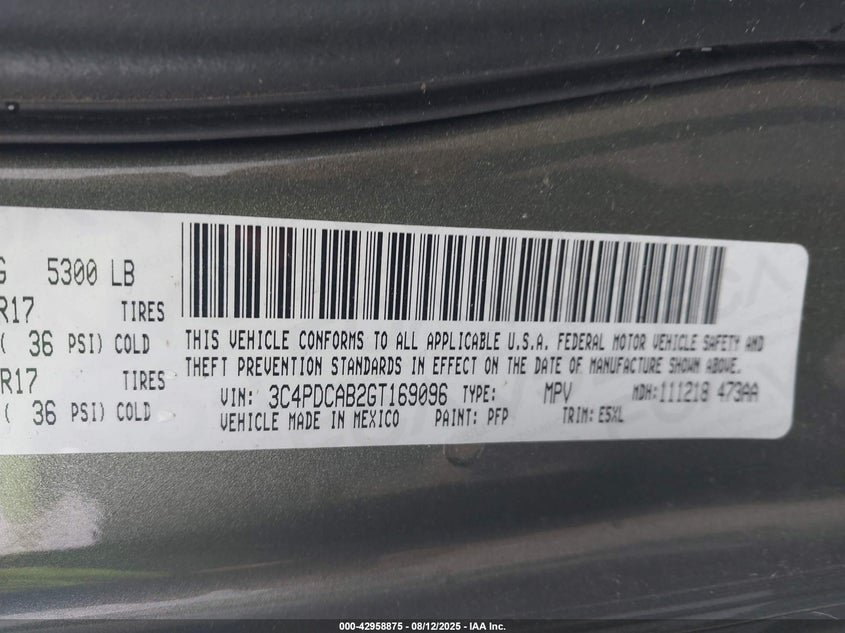 G 5300 LB
R17 TIRES
( 36 PSI) COLD
R17 TIRES
( 36 PSI) COLD
THIS VEHICLE CONFORMS TO ALL APPLICABLE U.S.A. FEDERAL MOTOR VEHICLE SAFETY AND
THEFT PREVENTION STANDARDS IN EFFECT ON THE DATE OF MANUFACTURE SHOWN ABOVE.
VIN: 3C4PDCAB2GT169096 TYPE: MPV MDH: 111218 473AA
VEHICLE MADE IN MEXICO PAINT: PFP TRIM: E5XL
000-42958875 - 08/12/2025 - IAA Inc.